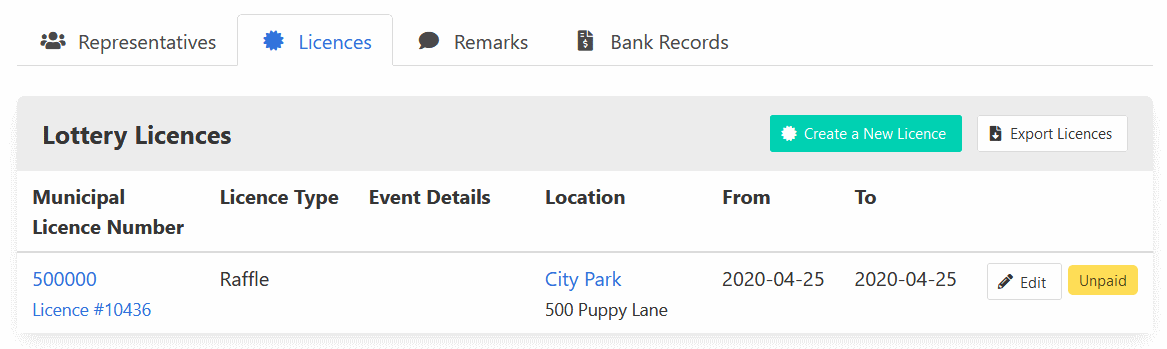 Representatives Licences Remarks Bank Records
Lottery Licences Create a New Licence Export Licences
Municipal Licence Number Licence Type Event Details Location From To
500000 Raffle City Park 2020-04-25 2020-04-25 Edit Unpaid
Licence #10436 500 Puppy Lane